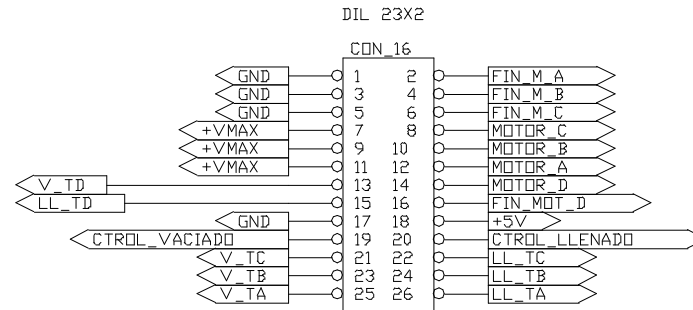 DIL 23X2
CON_16
GND 1 2 FIN_M_A
GND 3 4 FIN_M_B
GND 5 6 FIN_M_C
+VMAX 7 8 MOTOR_C
+VMAX 9 10 MOTOR_B
+VMAX 11 12 MOTOR_A
V_TD 13 14 MOTOR_D
LL_TD 15 16 FIN_MOT_D
GND 17 18 +5V
CTROL_VACIADO 19 20 CTROL_LLENADO
V_TC 21 22 LL_TC
V_TB 23 24 LL_TB
V_TA 25 26 LL_TA